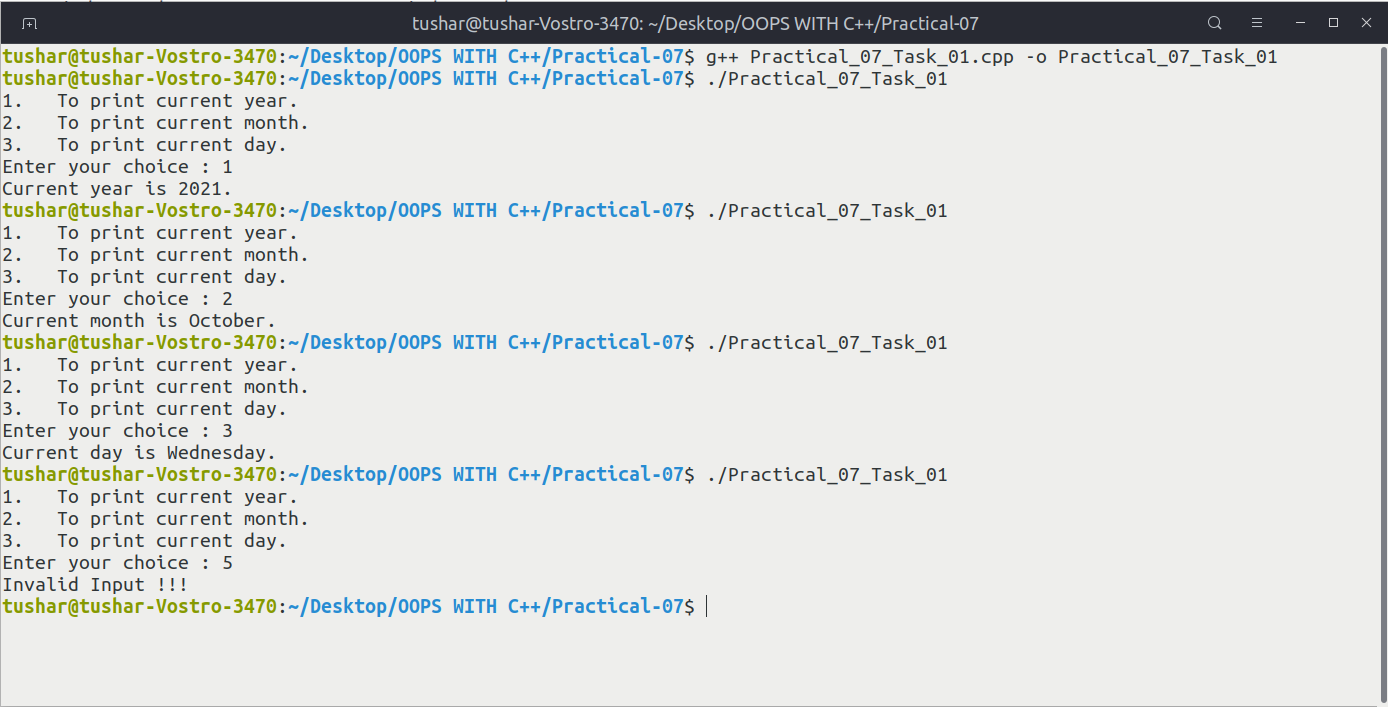 tushar@tushar-Vostro-3470: ~/Desktop/OOPS WITH C++/Practical-07
tushar@tushar-Vostro-3470:~/Desktop/OOPS WITH C++/Practical-07$ g++ Practical_07_Task_01.cpp -o Practical_07_Task_01
tushar@tushar-Vostro-3470:~/Desktop/OOPS WITH C++/Practical-07$ ./Practical_07_Task_01
1.   To print current year.
2.   To print current month.
3.   To print current day.
Enter your choice : 1
Current year is 2021.
tushar@tushar-Vostro-3470:~/Desktop/OOPS WITH C++/Practical-07$ ./Practical_07_Task_01
1.   To print current year.
2.   To print current month.
3.   To print current day.
Enter your choice : 2
Current month is October.
tushar@tushar-Vostro-3470:~/Desktop/OOPS WITH C++/Practical-07$ ./Practical_07_Task_01
1.   To print current year.
2.   To print current month.
3.   To print current day.
Enter your choice : 3
Current day is Wednesday.
tushar@tushar-Vostro-3470:~/Desktop/OOPS WITH C++/Practical-07$ ./Practical_07_Task_01
1.   To print current year.
2.   To print current month.
3.   To print current day.
Enter your choice : 5
Invalid Input !!!
tushar@tushar-Vostro-3470:~/Desktop/OOPS WITH C++/Practical-07$